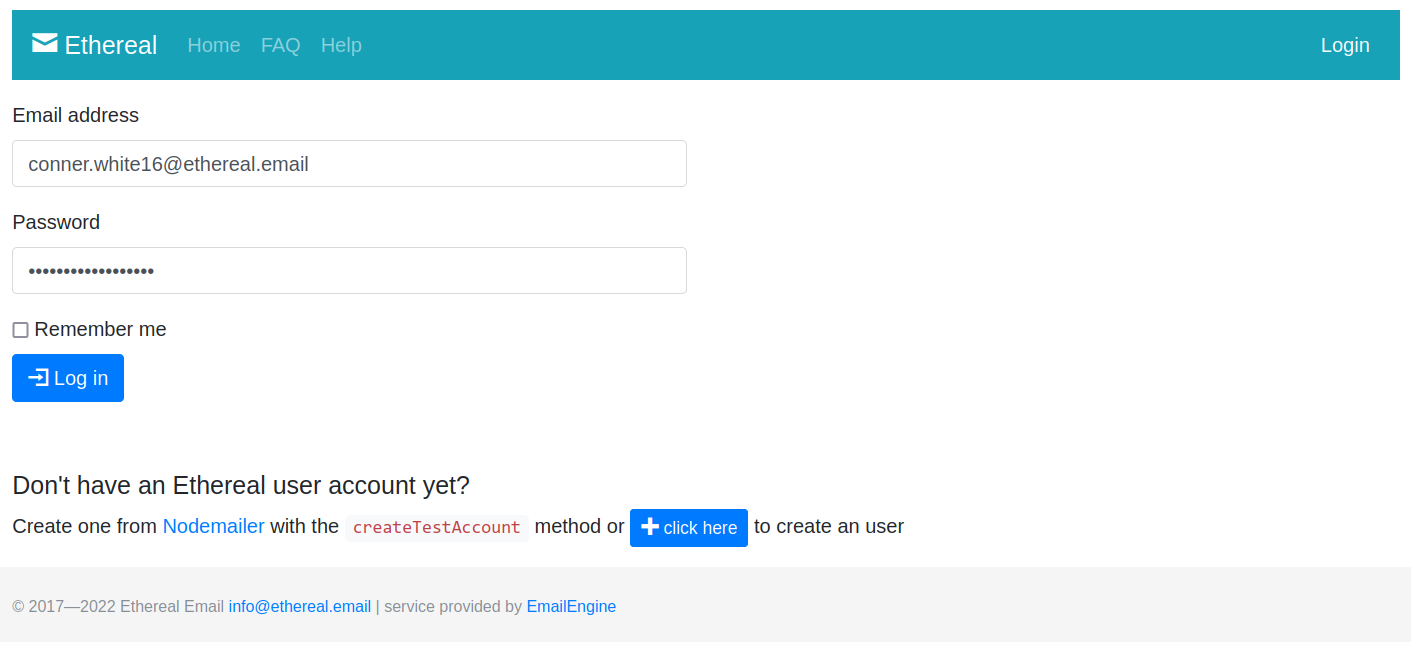 Ethereal Home FAQ Help Login
Email address
conner.white16@ethereal.email
Password
••••••••••••••••••
Remember me
Log in
Don't have an Ethereal user account yet?
Create one from Nodemailer with the createTestAccount method or click here to create an user
© 2017—2022 Ethereal Email info@ethereal.email | service provided by EmailEngine